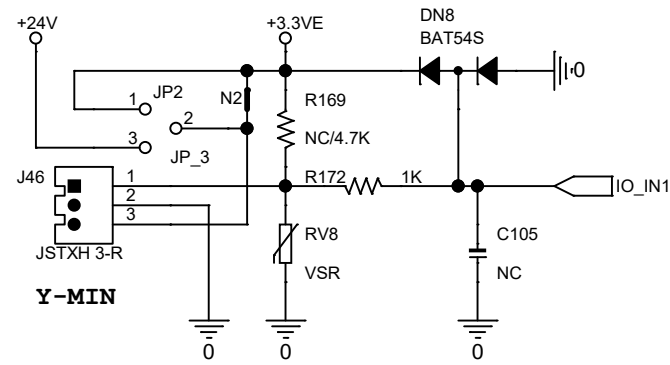 +24V
+3.3VE
DN8
BAT54S
0
JP2
1
N2
R169
2
NC/4.7K
3
JP_3
J46
1
R172
1K
IO_IN1
2
3
RV8
C105
JSTXH 3-R
VSR
NC
Y-MIN
0
0
0